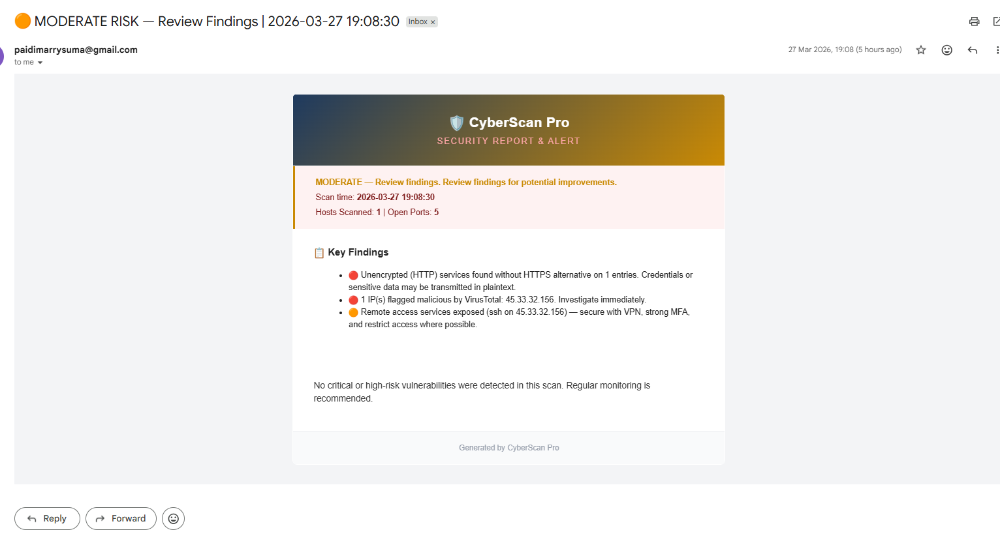 🟠 MODERATE RISK — Review Findings | 2026-03-27 19:08:30 Inbox ×
paidimarrysuma@gmail.com
27 Mar 2026, 19:08 (5 hours ago)
to me
🛡️ CyberScan Pro
SECURITY REPORT & ALERT
MODERATE — Review findings. Review findings for potential improvements.
Scan time: 2026-03-27 19:08:30
Hosts Scanned: 1 | Open Ports: 5
📋 Key Findings
• 🔴 Unencrypted (HTTP) services found without HTTPS alternative on 1 entries. Credentials or
sensitive data may be transmitted in plaintext.
• 🔴 1 IP(s) flagged malicious by VirusTotal: 45.33.32.156. Investigate immediately.
• 🟠 Remote access services exposed (ssh on 45.33.32.156) — secure with VPN, strong MFA,
and restrict access where possible.
No critical or high-risk vulnerabilities were detected in this scan. Regular monitoring is
recommended.
Generated by CyberScan Pro
Reply
Forward